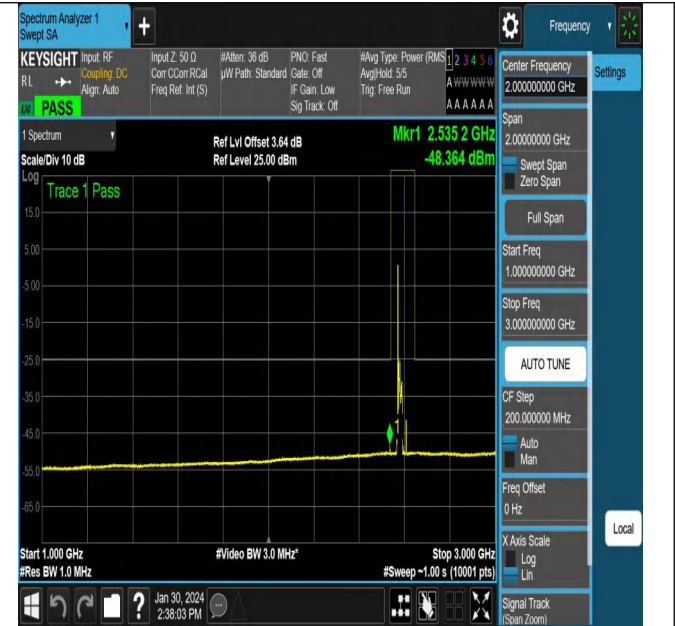 Spectrum Analyzer 1
Swept SA
+
Frequency
KEYSIGHT
RL
LXI
PASS
Input: RF
Coupling: DC
Align: Auto
Input Z: 50 Ω
Corr CCorr RCal
Freq Ref: Int (S)
#Atten: 36 dB
µW Path: Standard
PNO: Fast
Gate: Off
IF Gain: Low
Sig Track: Off
#Avg Type: Power (RMS
Avg|Hold: 5/5
Trig: Free Run
1 2 3 4 5 6
A W W W W W
A A A A A A
1 Spectrum
Scale/Div 10 dB
Ref Lvl Offset 3.64 dB
Ref Level 25.00 dBm
Mkr1 2.535 2 GHz
-48.364 dBm
Log
Trace 1 Pass
15.0
5.00
-5.00
-15.0
-25.0
-35.0
-45.0
-55.0
-65.0
1
Start 1.000 GHz
#Res BW 1.0 MHz
#Video BW 3.0 MHz*
Stop 3.000 GHz
#Sweep ~1.00 s (10001 pts)
Center Frequency
2.000000000 GHz
Settings
Span
2.00000000 GHz
Swept Span
Zero Span
Full Span
Start Freq
1.000000000 GHz
Stop Freq
3.000000000 GHz
AUTO TUNE
CF Step
200.000000 MHz
Auto
Man
Freq Offset
0 Hz
X Axis Scale
Log
Lin
Local
Signal Track
(Span Zoom)
?
Jan 30, 2024
2:38:03 PM